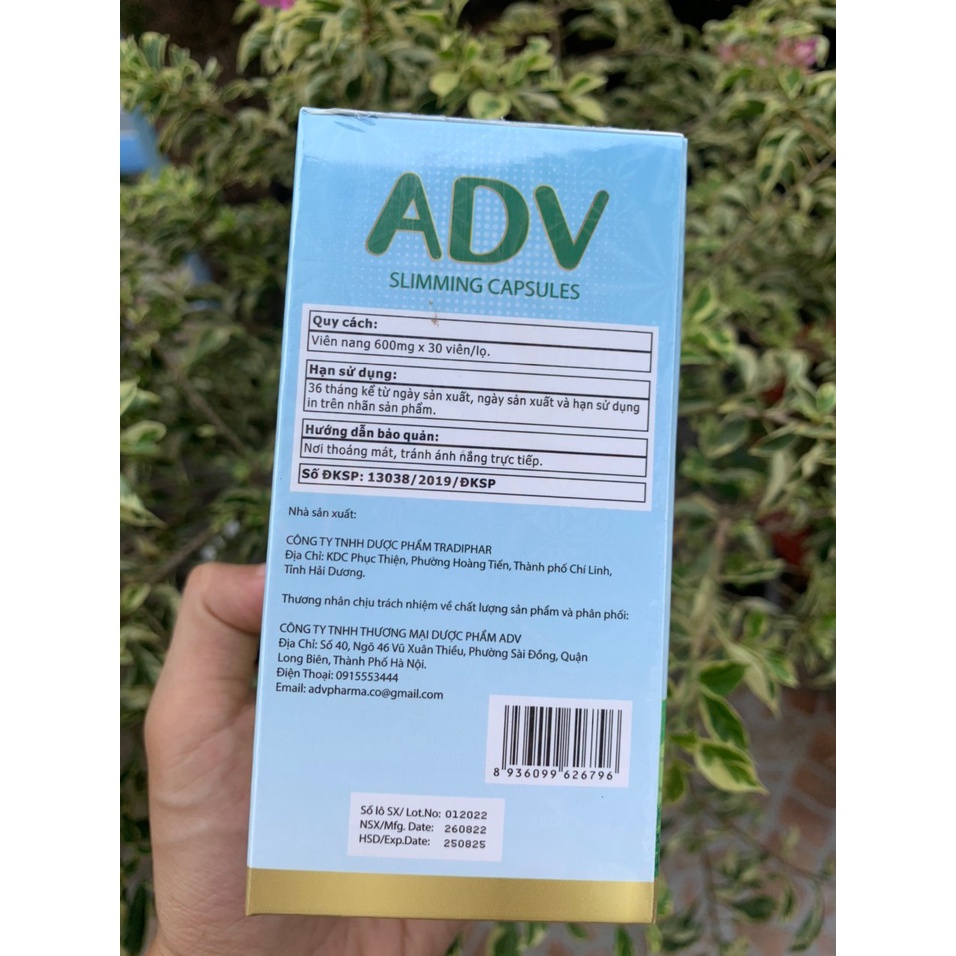 ADV
SLIMMING CAPSULES
Quy cách:
Viên nang 600mg x 30 viên/lọ.
Hạn sử dụng:
36 tháng kể từ ngày sản xuất, ngày sản xuất và hạn sử dụng
in trên nhãn sản phẩm.
Hướng dẫn bảo quản:
Nơi thoáng mát, tránh ánh nắng trực tiếp.
Số ĐKSP: 13038/2019/ĐKSP
Nhà sản xuất:
CÔNG TY TNHH DƯỢC PHẨM TRADIPHAR
Địa Chỉ: KDC Phục Thiện, Phường Hoàng Tiến, Thành phố Chí Linh,
Tỉnh Hải Dương.
Thương nhân chịu trách nhiệm về chất lượng sản phẩm và phân phối:
CÔNG TY TNHH THƯƠNG MẠI DƯỢC PHẨM ADV
Địa Chỉ: Số 40, Ngõ 46 Vũ Xuân Thiều, Phường Sài Đồng, Quận
Long Biên, Thành Phố Hà Nội.
Điện Thoại: 0915553444
Email: advpharma.co@gmail.com
8 936099 626796
Số lô SX/ Lot.No: 012022
NSX/Mfg. Date: 260822
HSD/Exp.Date: 250825